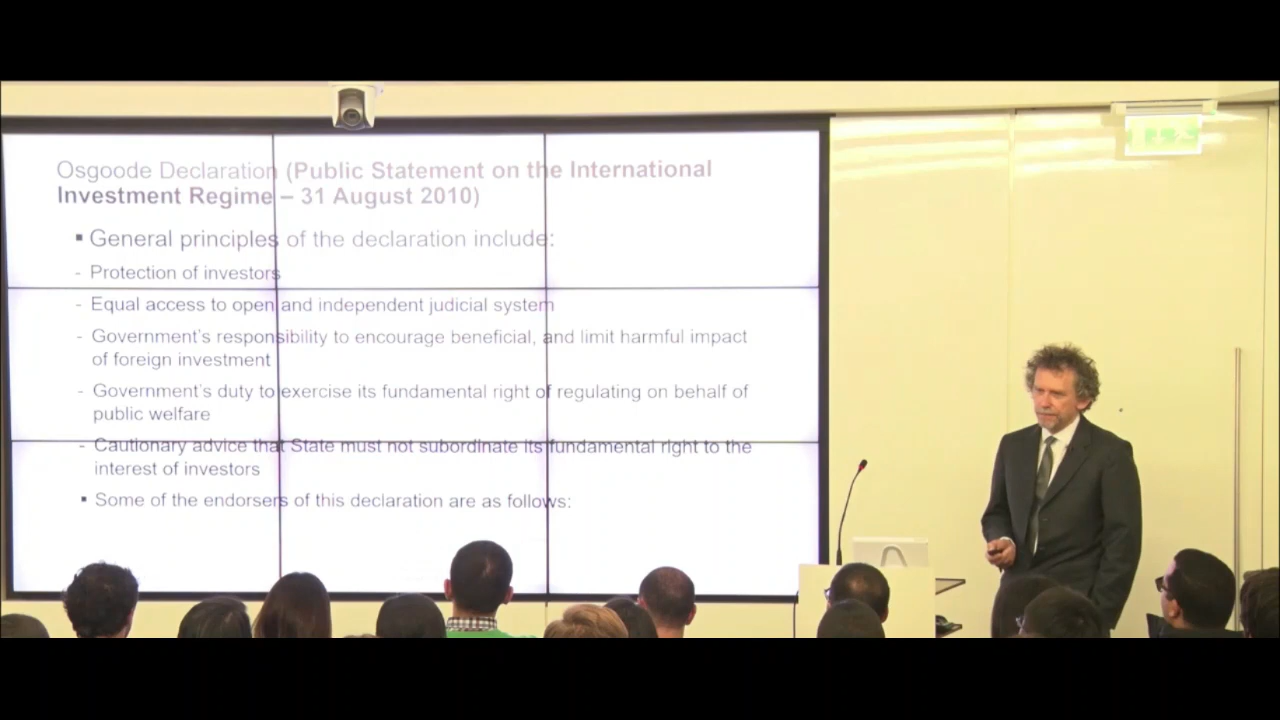 Osgoode Declaration (Public Statement on the International
Investment Regime – 31 August 2010)
▪ General principles of the declaration include:
- Protection of investors
- Equal access to open and independent judicial system
- Government's responsibility to encourage beneficial, and limit harmful impact
of foreign investment
- Government's duty to exercise its fundamental right of regulating on behalf of
public welfare
- Cautionary advice that State must not subordinate its fundamental right to the
interest of investors
▪ Some of the endorsers of this declaration are as follows: